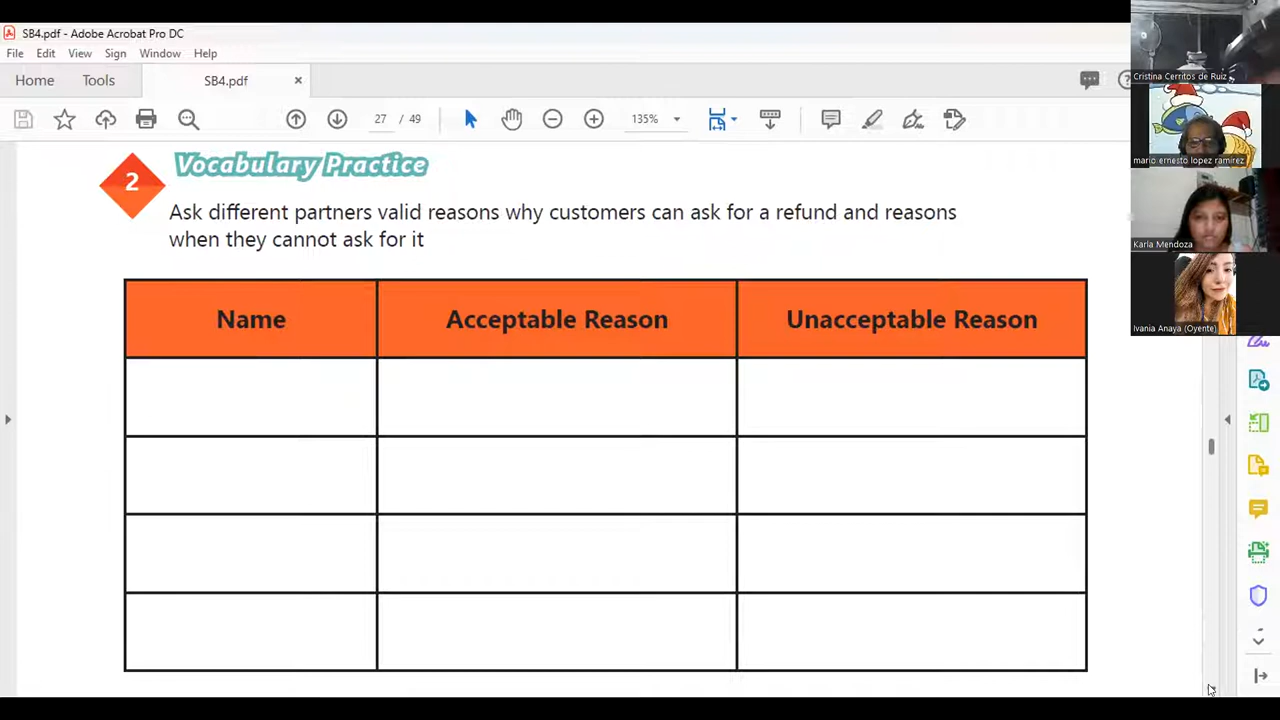 SB4.pdf - Adobe Acrobat Pro DC
File Edit View Sign Window Help
Home Tools SB4.pdf ×
27 / 49 135%
2 Vocabulary Practice
Ask different partners valid reasons why customers can ask for a refund and reasons
when they cannot ask for it
Name Acceptable Reason Unacceptable Reason
Cristina Cerritos de Ruiz
mario ernesto lopez ramirez
Karla Mendoza
Ivania Anaya (Oyente)